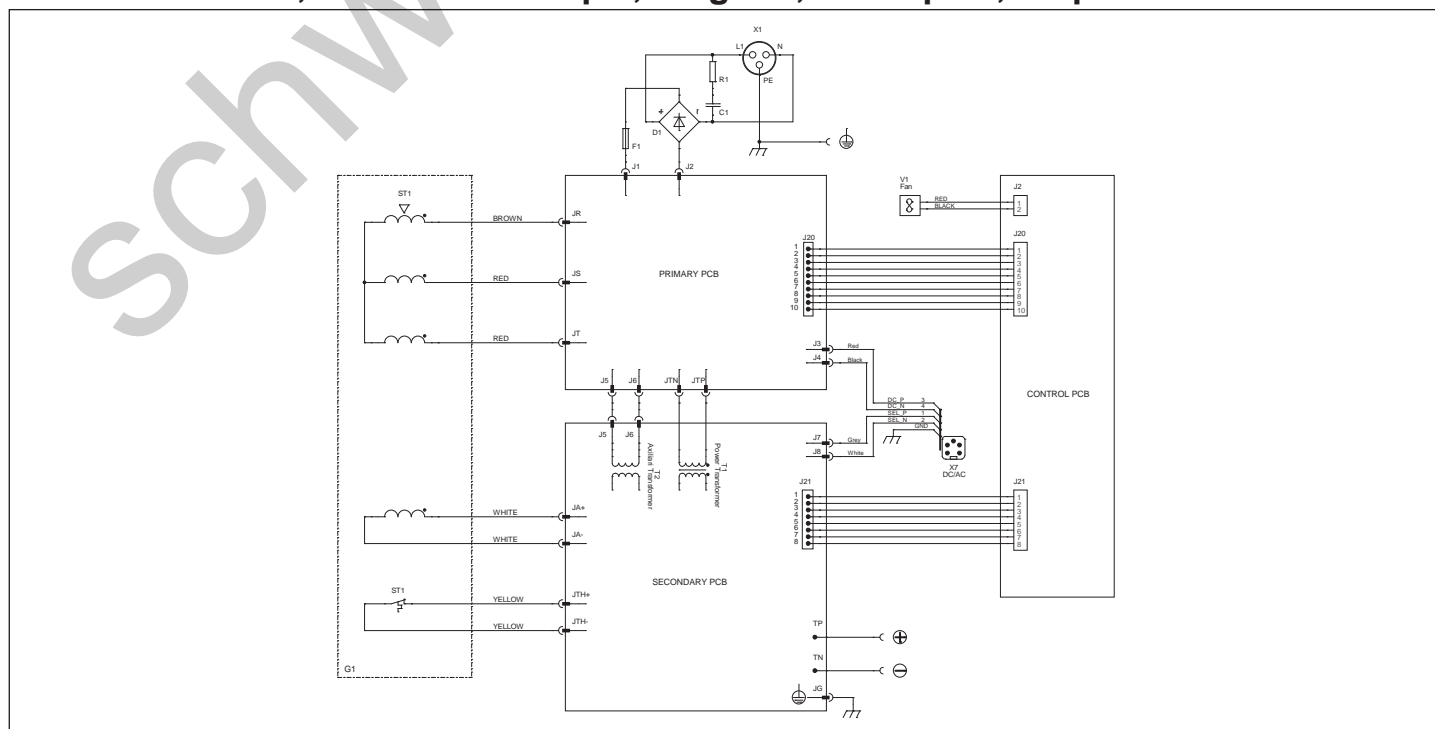 schw
X1
L1
N
PE
R1
C1
+
D1
F1
J1
J2
ST1
BROWN
JR
RED
JS
RED
JT
PRIMARY PCB
J20
1
2
3
4
5
6
7
8
9
10
V1
Fan
RED
BLACK
J2
1
2
J20
1
2
3
4
5
6
7
8
9
10
CONTROL PCB
J3
Red
J4
Black
DC_P 3
DC_N 4
SEL_P 1
SEL_N 2
GND
X7
DC/AC
J5
J6
JTN
JTP
J5
J6
T2
Axiliari Transformer
T1
Power Transformer
J7
Grey
J8
White
J21
1
2
3
4
5
6
7
8
J21
1
2
3
4
5
6
7
8
WHITE
JA+
WHITE
JA-
SECONDARY PCB
ST1
YELLOW
JTH+
YELLOW
JTH-
G1
TP
TN
JG